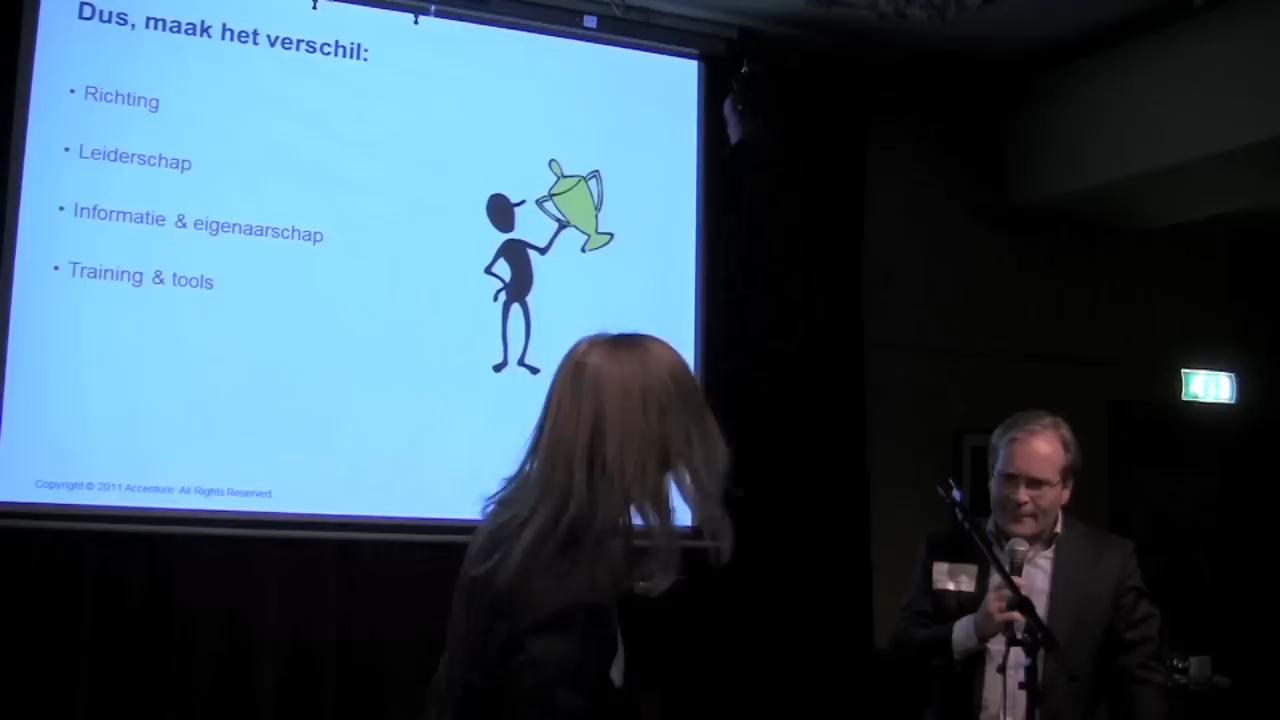 Dus, maak het verschil:
• Richting
• Leiderschap
• Informatie & eigenaarschap
• Training & tools
Copyright © 2011 Accenture All Rights Reserved